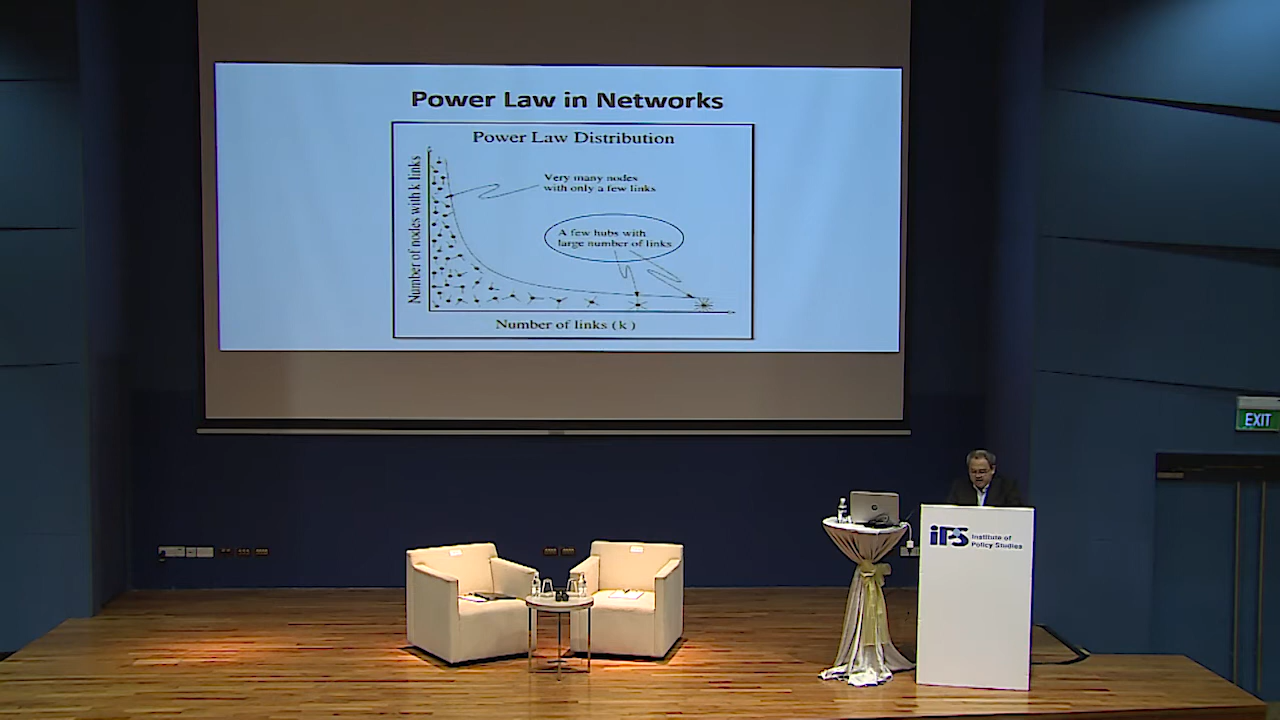 Power Law in Networks
Power Law Distribution
Number of nodes with k links
Very many nodes
with only a few links
A few hubs with
large number of links
Number of links (k)
EXIT
iPS Institute of
Policy Studies